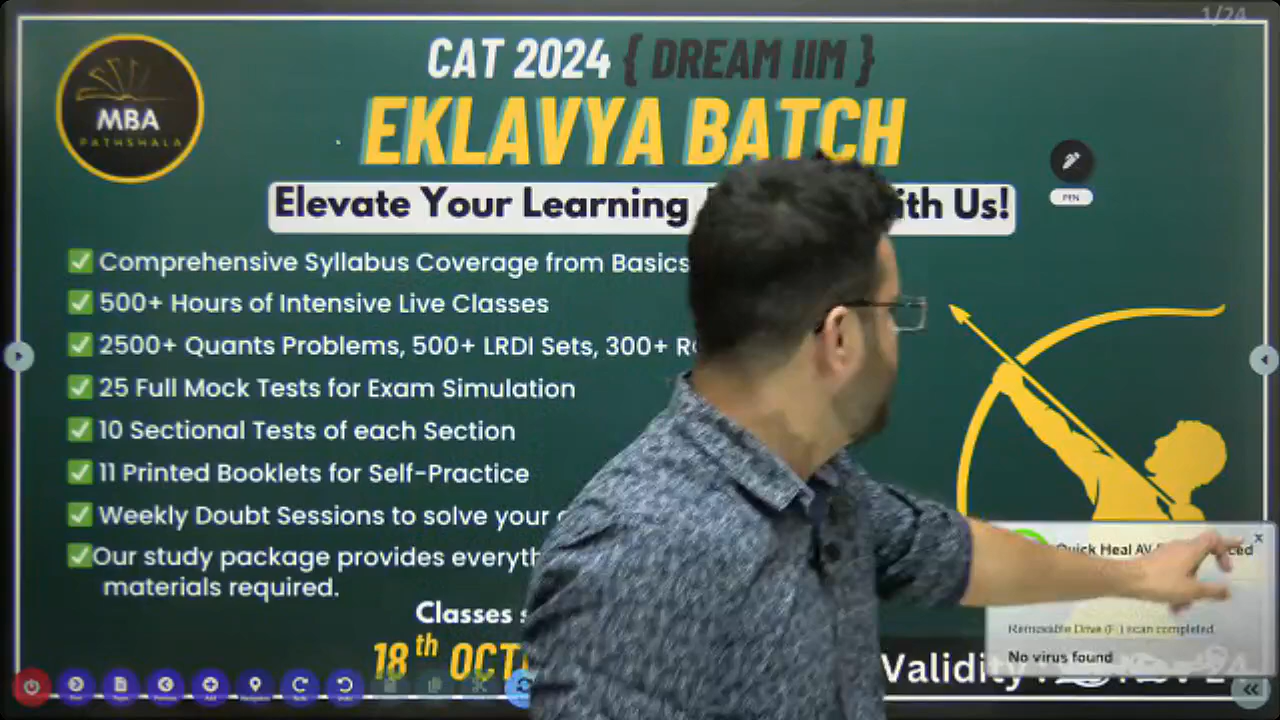 1/24
CAT 2024 { DREAM IIM }
EKLAVYA BATCH
MBA
PATHSHALA
PEN
Elevate Your Learning ith Us!
✅ Comprehensive Syllabus Coverage from Basics
✅ 500+ Hours of Intensive Live Classes
✅ 2500+ Quants Problems, 500+ LRDI Sets, 300+
✅ 25 Full Mock Tests for Exam Simulation
✅ 10 Sectional Tests of each Section
✅ 11 Printed Booklets for Self-Practice
✅ Weekly Doubt Sessions to solve your
✅Our study package provides everyth
materials required.
Classes
18th OCT
Validity :
Quick Heal AV
Removable Drive (F:) scan completed.
No virus found